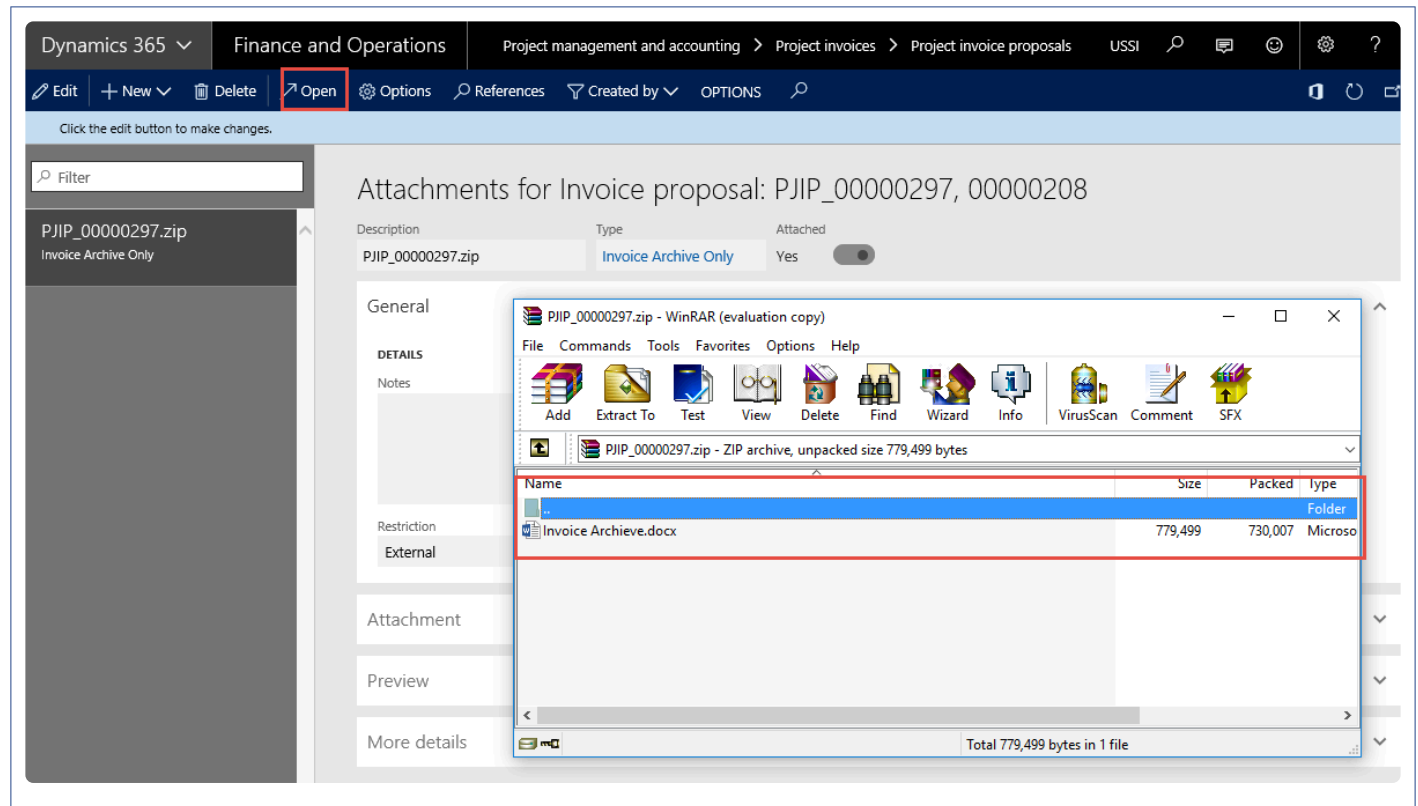 Dynamics 365 Finance and Operations Project management and accounting > Project invoices > Project invoice proposals USSI ?
Edit + New Delete Open Options References Created by OPTIONS
Click the edit button to make changes.
Filter
PJIP_00000297.zip
Invoice Archive Only
Attachments for Invoice proposal: PJIP_00000297, 00000208
Description Type Attached
PJIP_00000297.zip Invoice Archive Only Yes
General
DETAILS
Notes
Restriction
External
Attachment
Preview
More details
PJIP_00000297.zip - WinRAR (evaluation copy)
File Commands Tools Favorites Options Help
Add Extract To Test View Delete Find Wizard Info VirusScan Comment SFX
PJIP_00000297.zip - ZIP archive, unpacked size 779,499 bytes
Name Size Packed Type
.. Folder
Invoice Archieve.docx 779,499 730,007 Microso
Total 779,499 bytes in 1 file